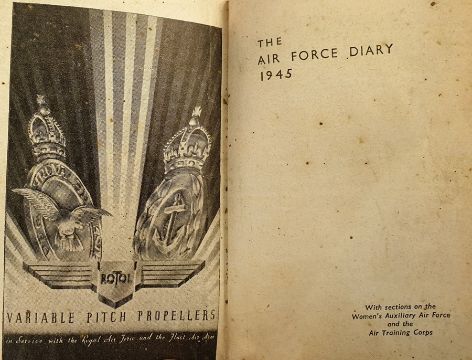 ROTOL
VARIABLE PITCH PROPELLERS
in Service with the Royal Air Force and the Fleet Air Arm
THE
AIR FORCE DIARY
1945
With sections on the
Women's Auxiliary Air Force
and the
Air Training Corps